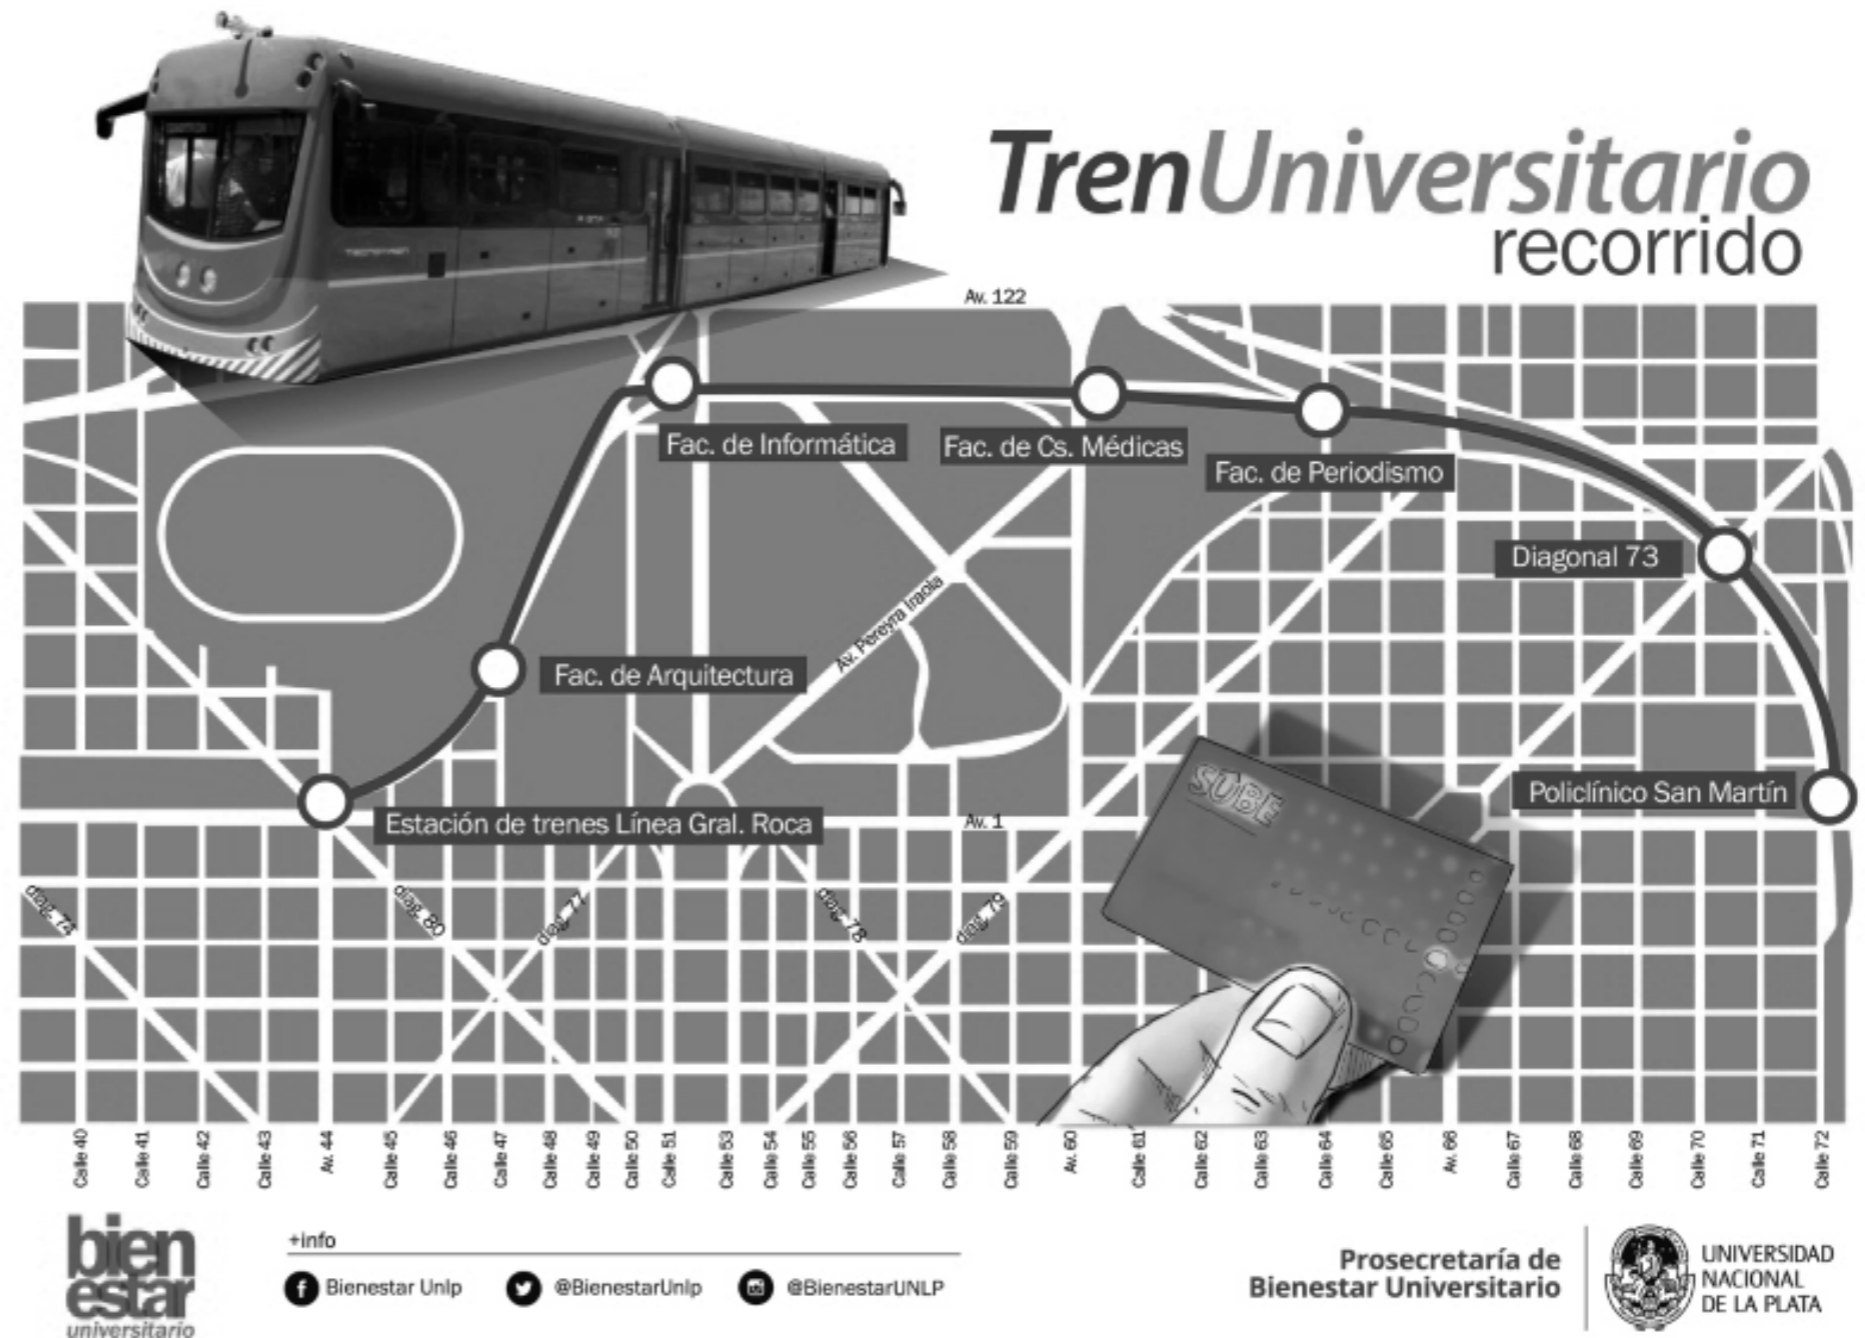 TrenUniversitario
recorrido
TECNOTREN
Av. 122
Fac. de Informática
Fac. de Cs. Médicas
Fac. de Periodismo
Diagonal 73
Av. Pereyra Iraola
Fac. de Arquitectura
SUBE
Policlínico San Martín
Estación de trenes Línea Gral. Roca
Av. 1
diag. 74
diag. 80
diag. 77
diag. 78
diag. 79
Calle 40
Calle 41
Calle 42
Calle 43
Av. 44
Calle 45
Calle 46
Calle 47
Calle 48
Calle 49
Calle 50
Calle 51
Calle 53
Calle 54
Calle 55
Calle 56
Calle 57
Calle 58
Calle 59
Av. 60
Calle 61
Calle 62
Calle 63
Calle 64
Calle 65
Av. 66
Calle 67
Calle 68
Calle 69
Calle 70
Calle 71
Calle 72
bien
estar
universitario
+info
Bienestar Unlp
@BienestarUnlp
@BienestarUNLP
Prosecretaría de
Bienestar Universitario
UNIVERSIDAD
NACIONAL
DE LA PLATA